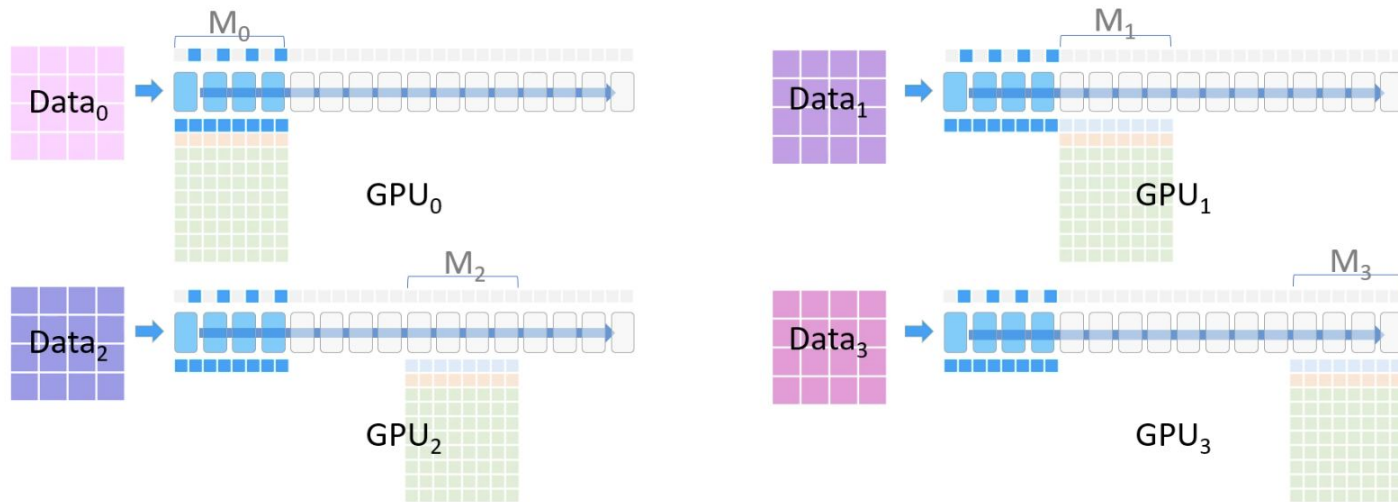 M₀
Data₀
GPU₀
M₁
Data₁
GPU₁
M₂
Data₂
GPU₂
M₃
Data₃
GPU₃